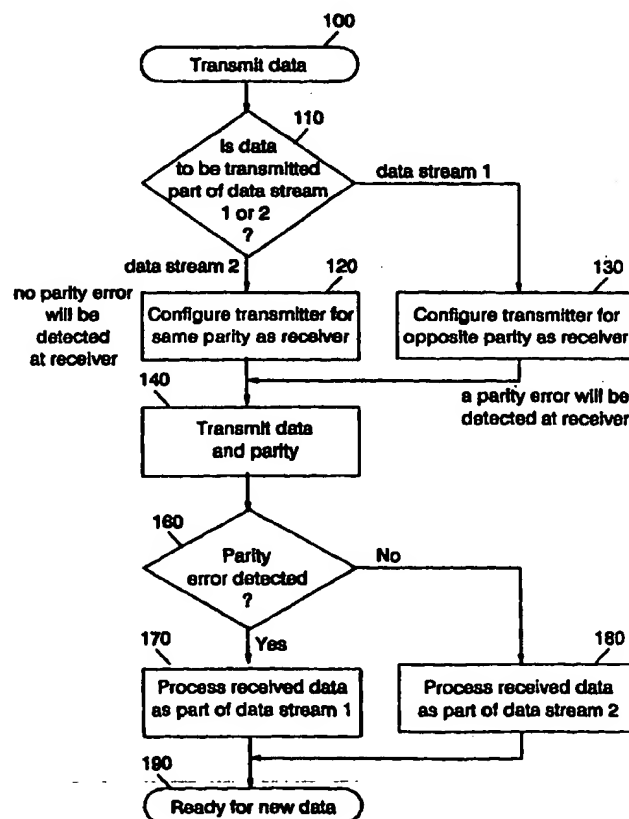 100
Transmit data
110
Is data
to be transmitted
part of data stream
1 or 2
?
data stream 1
data stream 2
120
130
no parity error
will be
detected
at receiver
Configure transmitter for
same parity as receiver
Configure transmitter for
opposite parity as receiver
140
a parity error will be
detected at receiver
Transmit data
and parity
160
Parity
error detected
?
No
Yes
170
180
Process received data
as part of data stream 1
Process received data
as part of data stream 2
190
Ready for new data